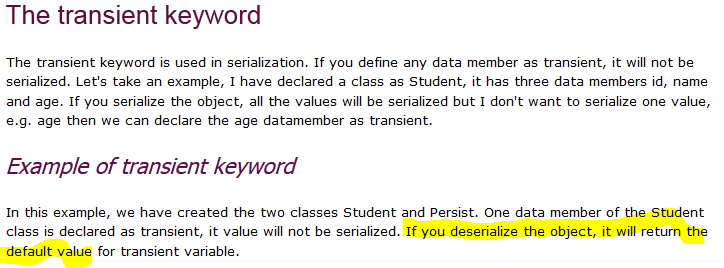 The transient keyword
The transient keyword is used in serialization. If you define any data member as transient, it will not be
serialized. Let's take an example, I have declared a class as Student, it has three data members id, name
and age. If you serialize the object, all the values will be serialized but I don't want to serialize one value,
e.g. age then we can declare the age datamember as transient.
Example of transient keyword
In this example, we have created the two classes Student and Persist. One data member of the Student
class is declared as transient, it value will not be serialized. If you deserialize the object, it will return the
default value for transient variable.